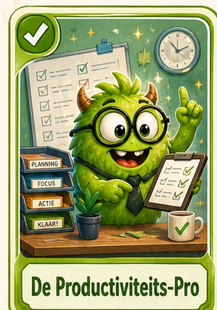 PLANNING
FOCUS
ACTIE
KLAAR!
De Productiviteits-Pro